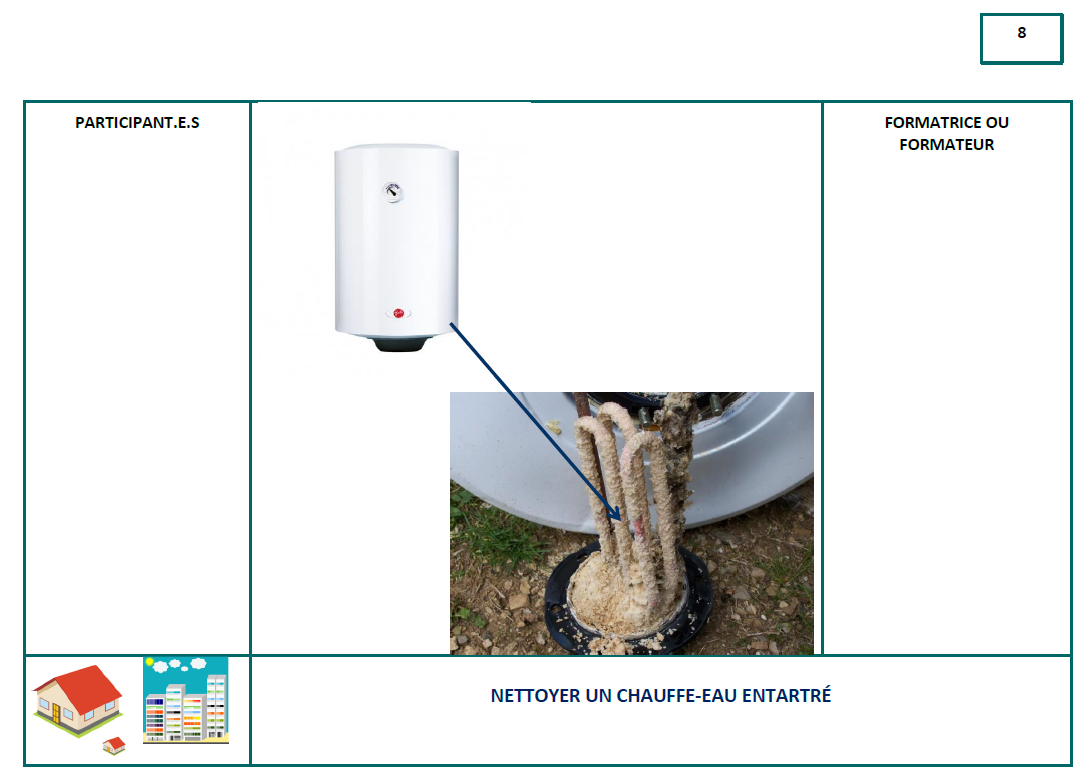 8
PARTICIPANT.E.S
FORMATRICE OU
FORMATEUR
NETTOYER UN CHAUFFE-EAU ENTARTRÉ